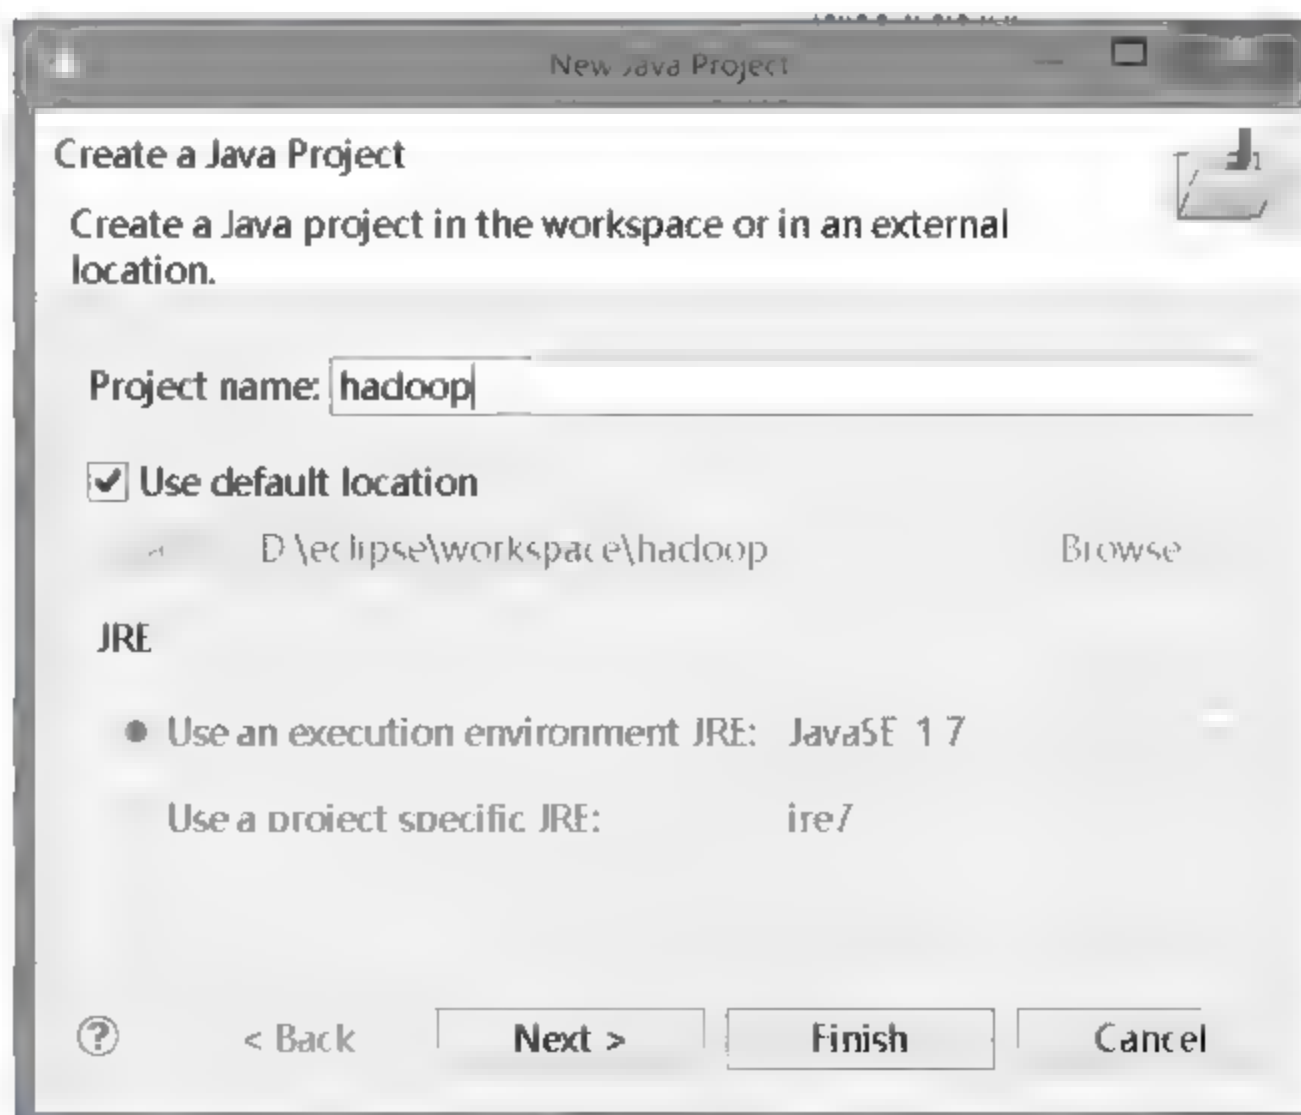 New Java Project
Create a Java Project
Create a Java project in the workspace or in an external
location.
Project name: hadoop
Use default location
D \eclipse\workspace\hadoop Browse
JRE
Use an execution environment JRE: JavaSE 1 7
Use a project specific JRE: jre7
? < Back Next > Finish Cancel